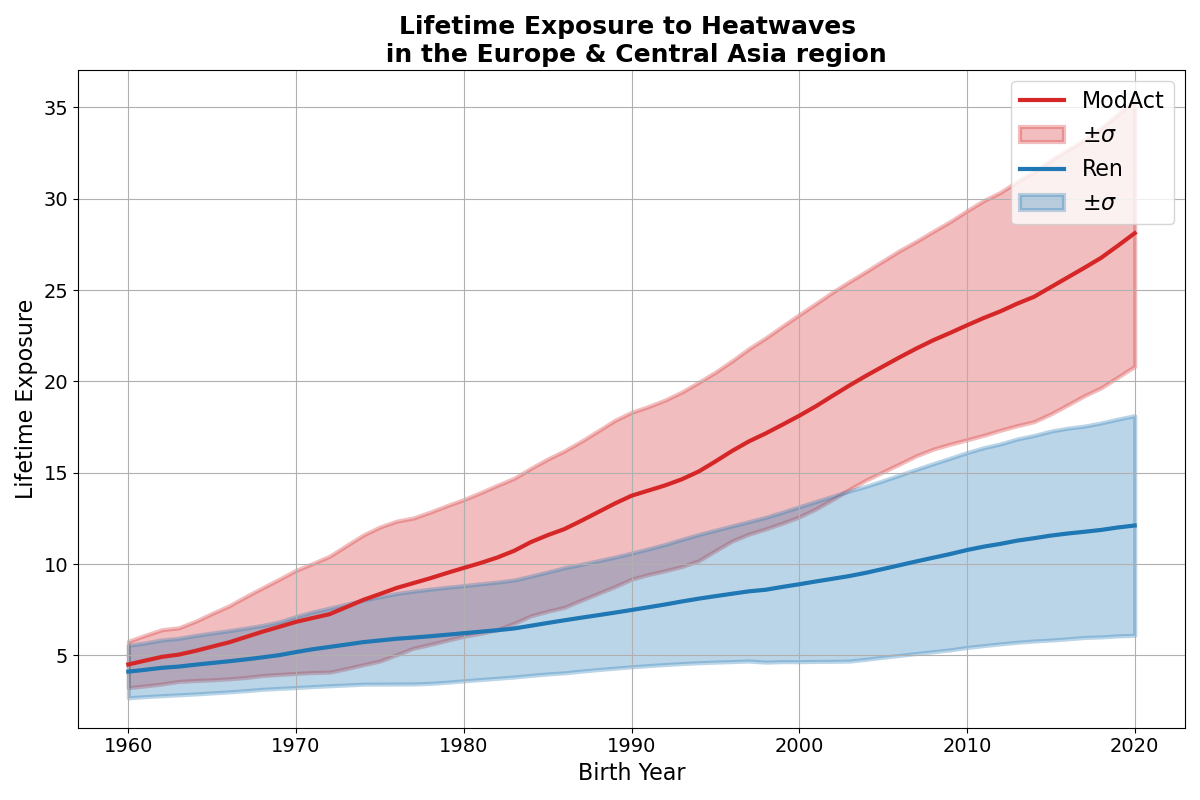 Lifetime Exposure to Heatwaves
in the Europe & Central Asia region
Lifetime Exposure
35
30
25
20
15
10
5
ModAct
±σ
Ren
±σ
1960 1970 1980 1990 2000 2010 2020
Birth Year